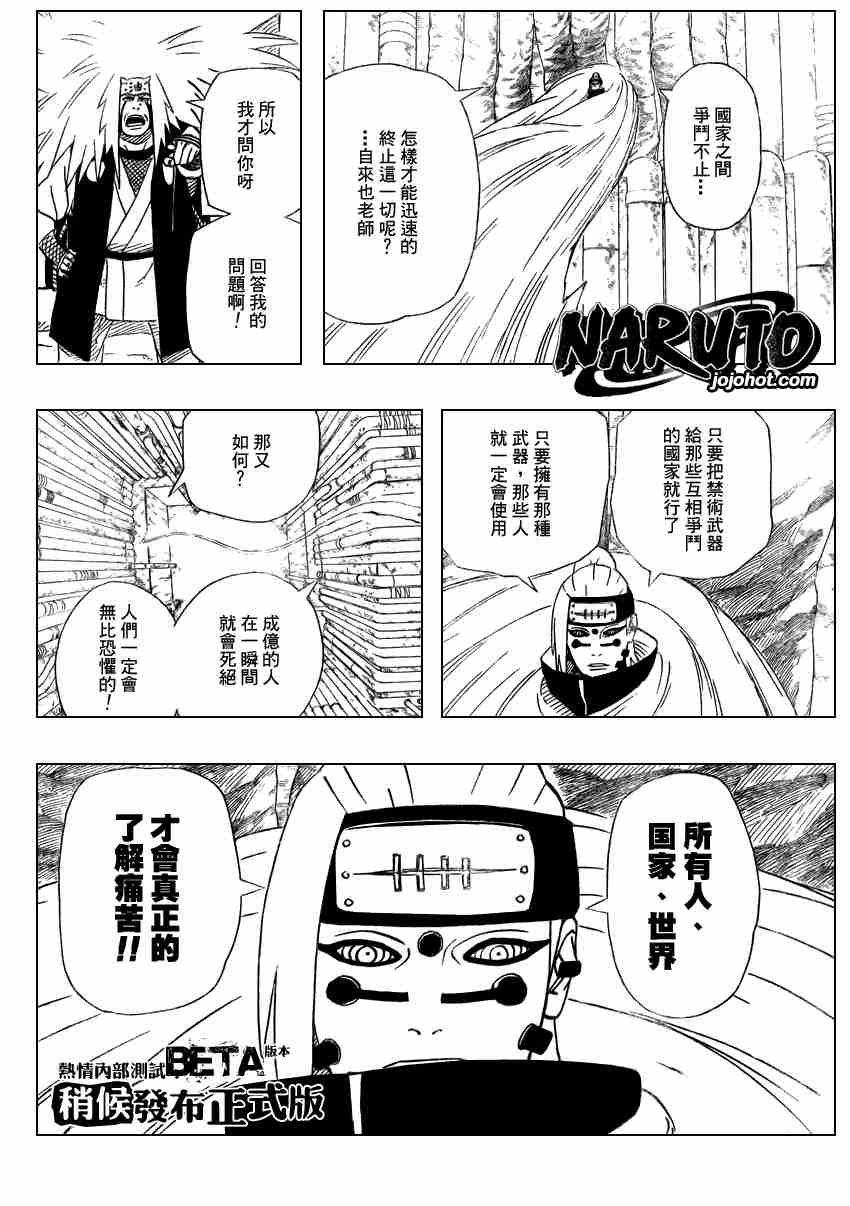 國家之間
爭鬥不止…
怎樣才能迅速的
終止這一切呢?
…自來也老師
所以
我才問你呀
回答我的
問題啊!
NARUTO
jojohot.com
只要把禁術武器
給那些互相爭鬥
的國家就行了
只要擁有那種
武器，那些人
就一定會使用
那又
如何?
成億的人
在一瞬間
就會死絕
人們一定會
無比恐懼的!
所有人、
国家、世界
才會真正的
了解痛苦!!
熱情內部測試中 BETA版本
稍候發布正式版